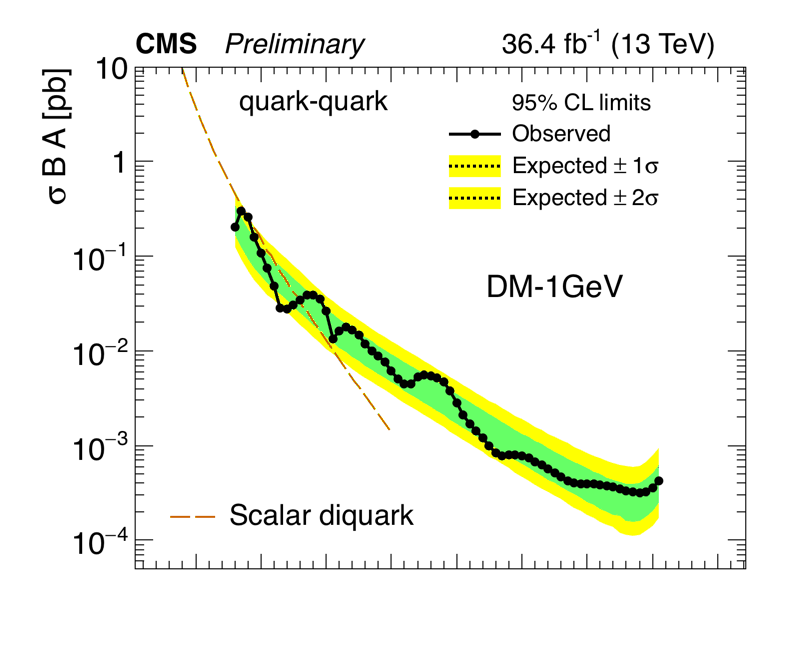 CMS Preliminary 36.4 fb⁻¹ (13 TeV)
σ B A [pb]
10
1
10⁻¹
10⁻²
10⁻³
10⁻⁴
quark-quark
95% CL limits
Observed
Expected ± 1σ
Expected ± 2σ
DM-1GeV
Scalar diquark